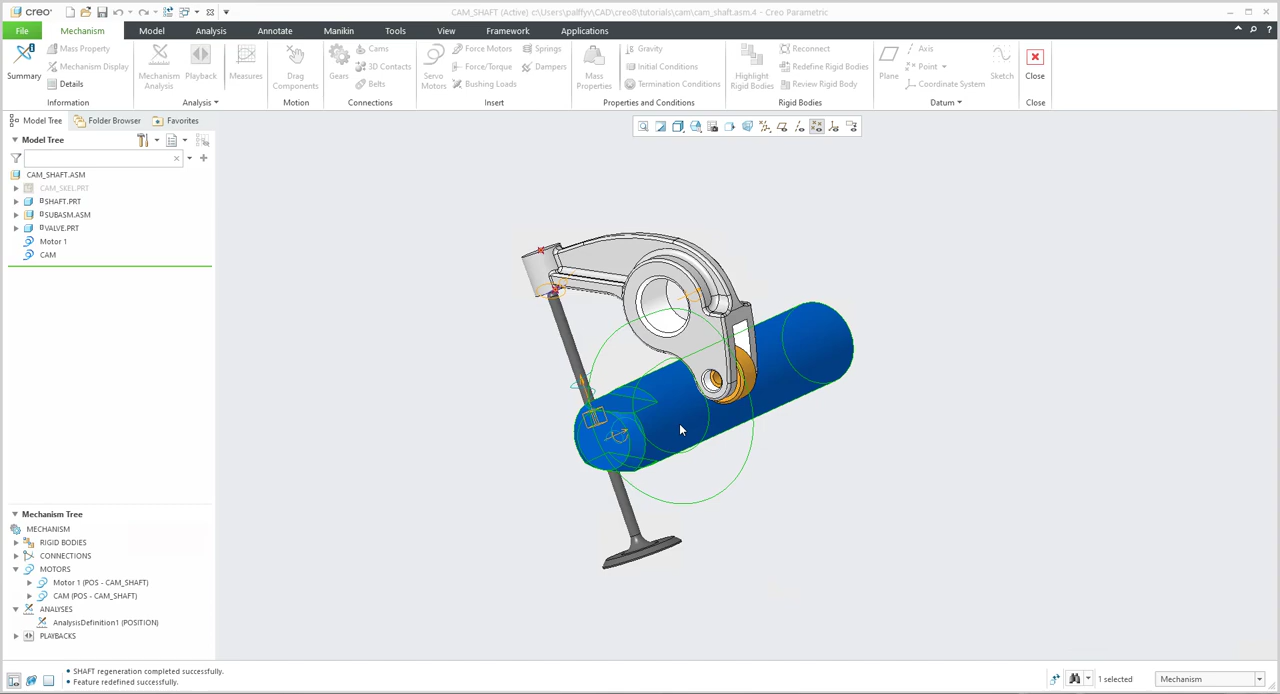 creo°
CAM_SHAFT (Active) c:\users\pallfyv\CAD\creo8\tutorials\cam\cam_shaft.asm.4 - Creo Parametric
File Mechanism Model Analysis Annotate Manikin Tools View Framework Applications
Summary
Mass Property
Mechanism Display
Details
Information
Mechanism
Analysis
Playback
Measures
Analysis
Drag
Components
Motion
Gears
Cams
3D Contacts
Belts
Connections
Servo
Motors
Force Motors
Force/Torque
Bushing Loads
Springs
Dampers
Insert
Mass
Properties
Gravity
Initial Conditions
Termination Conditions
Properties and Conditions
Highlight
Rigid Bodies
Reconnect
Redefine Rigid Bodies
Review Rigid Body
Rigid Bodies
Plane
Axis
Point
Coordinate System
Sketch
Datum
Close
Close
Model Tree Folder Browser Favorites
Model Tree
CAM_SHAFT.ASM
CAM_SKEL.PRT
SHAFT.PRT
SUBASM.ASM
VALVE.PRT
Motor 1
CAM
Mechanism Tree
MECHANISM
RIGID BODIES
CONNECTIONS
MOTORS
Motor 1 (POS - CAM_SHAFT)
CAM (POS - CAM_SHAFT)
ANALYSES
AnalysisDefinition1 (POSITION)
PLAYBACKS
• SHAFT regeneration completed successfully.
• Feature redefined successfully.
1 selected
Mechanism